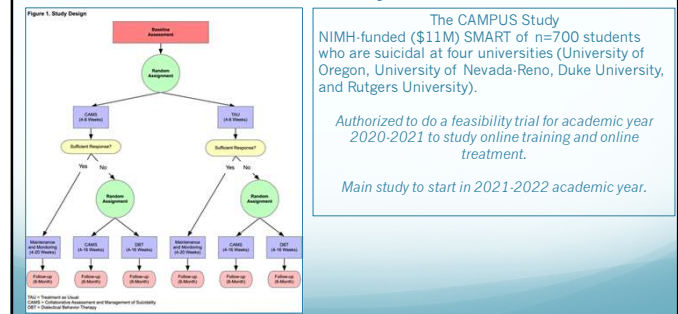 Figure 1. Study Design
Baseline
Assessment
Random
Assignment
CAMS
(4-8 Weeks)
TAU
(4-8 Weeks)
Sufficient Response?
Sufficient Response?
Yes
No
Yes
No
Random
Assignment
Random
Assignment
Maintenance
and Monitoring
(4-20 Weeks)
CAMS
(4-16 Weeks)
DBT
(4-16 Weeks)
Maintenance
and Monitoring
(4-20 Weeks)
CAMS
(4-16 Weeks)
DBT
(4-16 Weeks)
Follow-up
(6-Month)
Follow-up
(6-Month)
Follow-up
(6-Month)
Follow-up
(6-Month)
Follow-up
(6-Month)
Follow-up
(6-Month)
TAU = Treatment as Usual
CAMS = Collaborative Assessment and Management of Suicidality
DBT = Dialectical Behavior Therapy
The CAMPUS Study
NIMH-funded ($11M) SMART of n=700 students
who are suicidal at four universities (University of
Oregon, University of Nevada-Reno, Duke University,
and Rutgers University).
Authorized to do a feasibility trial for academic year
2020-2021 to study online training and online
treatment.
Main study to start in 2021-2022 academic year.